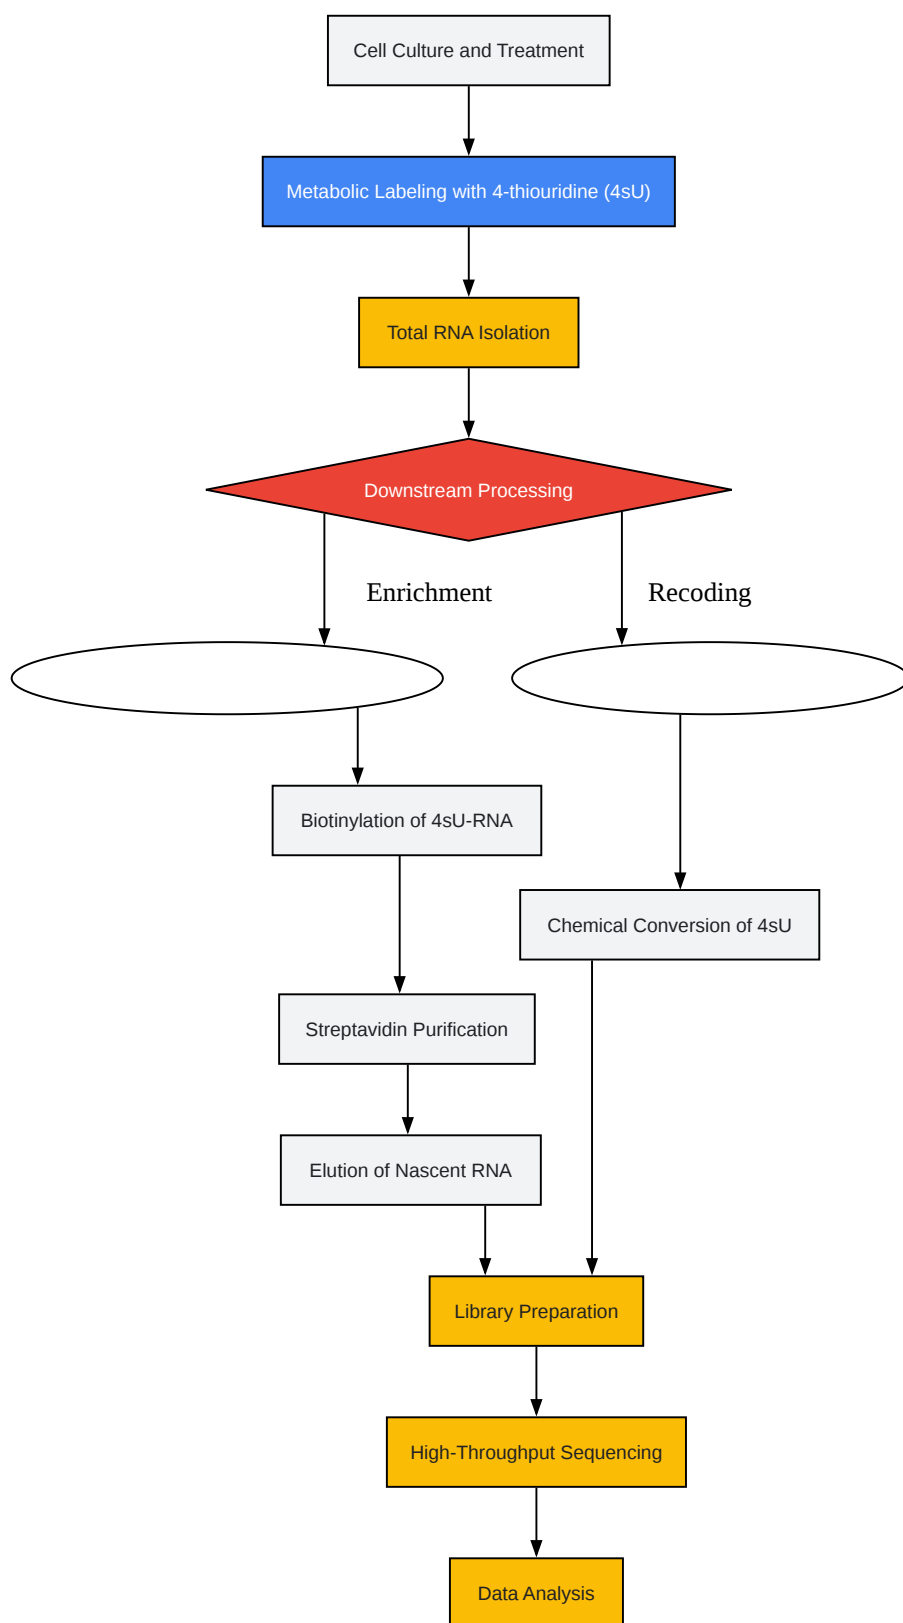 Cell Culture and Treatment
Metabolic Labeling with 4-thiouridine (4sU)
Total RNA Isolation
Downstream Processing
Enrichment
Recoding
Biotinylation of 4sU-RNA
Chemical Conversion of 4sU
Streptavidin Purification
Elution of Nascent RNA
Library Preparation
High-Throughput Sequencing
Data Analysis